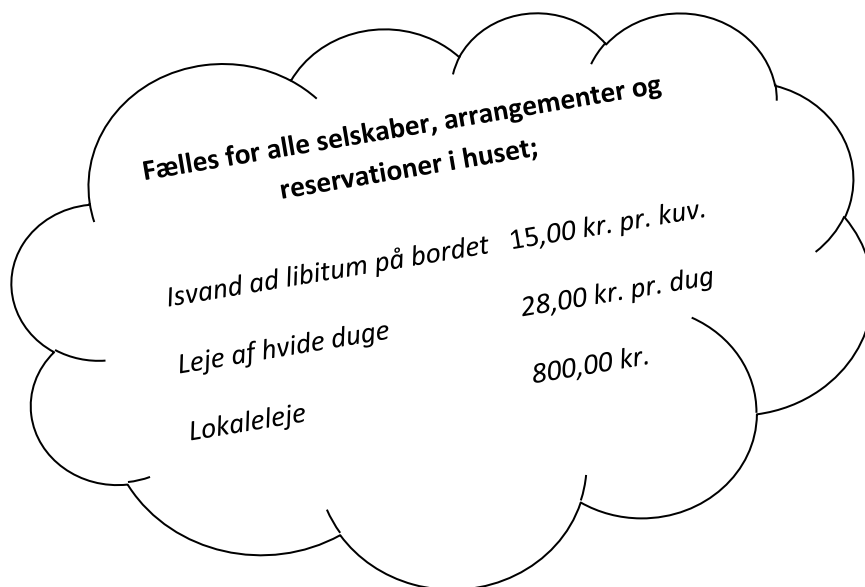 Fælles for alle selskaber, arrangementer og
reservationer i huset;
Isvand ad libitum på bordet 15,00 kr. pr. kuv.
Leje af hvide duge 28,00 kr. pr. dug
Lokaleleje 800,00 kr.